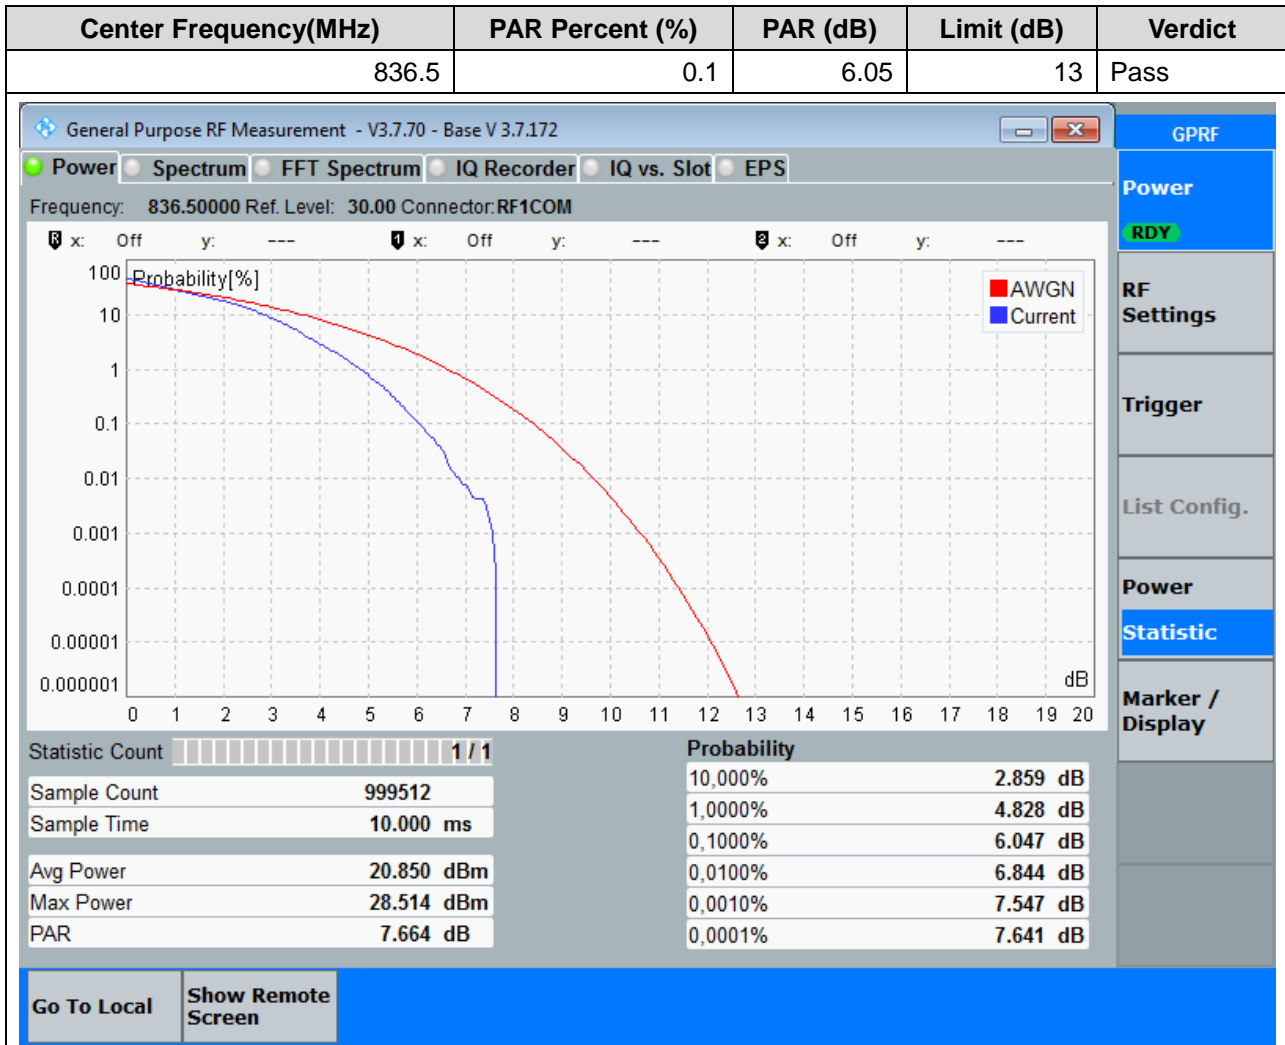 Center Frequency(MHz) PAR Percent (%) PAR (dB) Limit (dB) Verdict
836.5 0.1 6.05 13 Pass
General Purpose RF Measurement - V3.7.70 - Base V 3.7.172
GPRF
Power Spectrum FFT Spectrum IQ Recorder IQ vs. Slot EPS
Frequency: 836.50000 Ref. Level: 30.00 Connector: RF1COM
R x: Off y: --- 1 x: Off y: --- 2 x: Off y: ---
Probability[%]
100
10
1
0.1
0.01
0.001
0.0001
0.00001
0.000001
AWGN
Current
dB
0 1 2 3 4 5 6 7 8 9 10 11 12 13 14 15 16 17 18 19 20
Statistic Count 1 / 1
Sample Count 999512
Sample Time 10.000 ms
Avg Power 20.850 dBm
Max Power 28.514 dBm
PAR 7.664 dB
Probability
10,000% 2.859 dB
1,0000% 4.828 dB
0,1000% 6.047 dB
0,0100% 6.844 dB
0,0010% 7.547 dB
0,0001% 7.641 dB
Power
RDY
RF
Settings
Trigger
List Config.
Power
Statistic
Marker /
Display
Go To Local
Show Remote
Screen